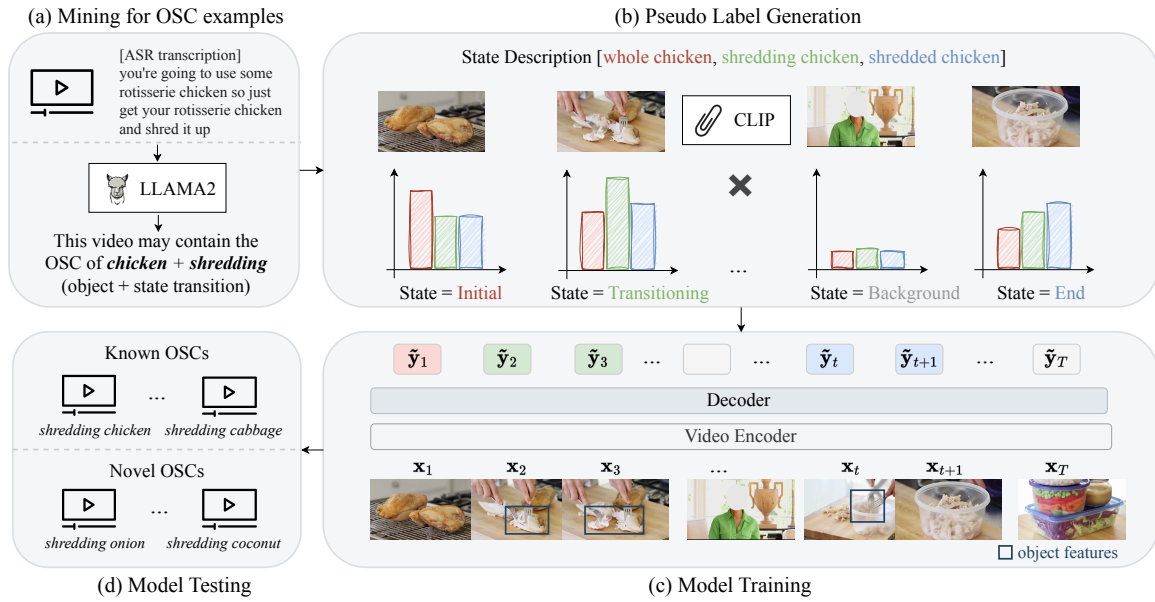 (a) Mining for OSC examples
[ASR transcription]
you're going to use some
rotisserie chicken so just
get your rotisserie chicken
and shred it up
LLAMA2
This video may contain the
OSC of chicken + shredding
(object + state transition)
(b) Pseudo Label Generation
State Description [whole chicken, shredding chicken, shredded chicken]
CLIP
...
State = Initial
State = Transitioning
State = Background
State = End
ỹ₁ ỹ₂ ỹ₃ ... ... ỹₜ ỹₜ₊₁ ... ỹ_T
Decoder
Video Encoder
x₁ x₂ x₃ ... xₜ xₜ₊₁ x_T
object features
(c) Model Training
Known OSCs
...
shredding chicken shredding cabbage
Novel OSCs
...
shredding onion shredding coconut
(d) Model Testing